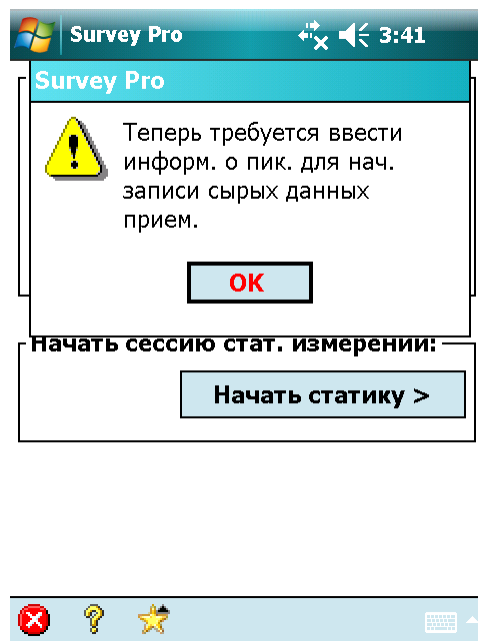 Survey Pro 3:41
Survey Pro
Теперь требуется ввести
информ. о пик. для нач.
записи сырых данных
прием.
OK
Начать сессию стат. измерений:
Начать статику >